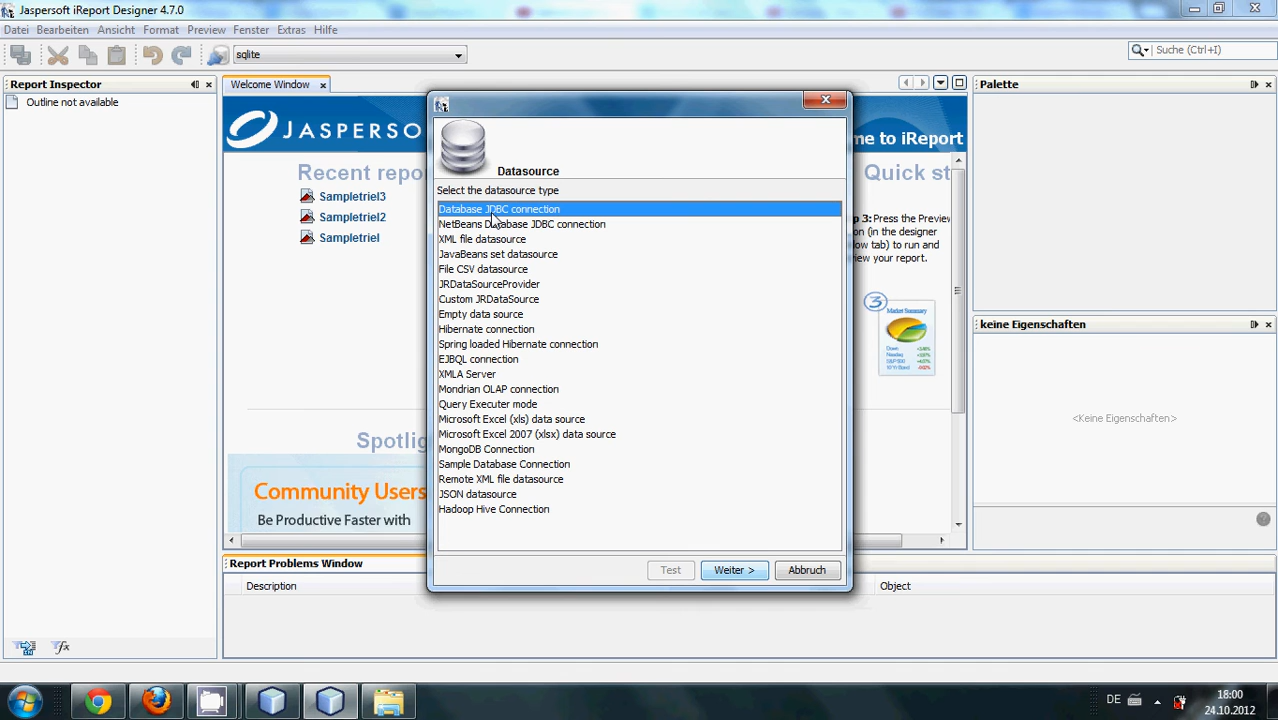 Jaspersoft iReport Designer 4.7.0
Datei Bearbeiten Ansicht Format Preview Fenster Extras Hilfe
sqlite
Suche (Ctrl+I)
Report Inspector
Outline not available
Welcome Window
JASPERSO
me to iReport
Recent repo
Sampletriel3
Sampletriel2
Sampletriel
Quick st
p 3: Press the Preview
on (in the designer
ow tab) to run and
view your report.
3
Market Summary
Spotlig
Community Users
Be Productive Faster with
Datasource
Select the datasource type
Database JDBC connection
NetBeans Database JDBC connection
XML file datasource
JavaBeans set datasource
File CSV datasource
JRDataSourceProvider
Custom JRDataSource
Empty data source
Hibernate connection
Spring loaded Hibernate connection
EJBQL connection
XMLA Server
Mondrian OLAP connection
Query Executer mode
Microsoft Excel (xls) data source
Microsoft Excel 2007 (xlsx) data source
MongoDB Connection
Sample Database Connection
Remote XML file datasource
JSON datasource
Hadoop Hive Connection
Test
Weiter >
Abbruch
Palette
keine Eigenschaften
<Keine Eigenschaften>
Report Problems Window
Description
Object
DE
18:00
24.10.2012